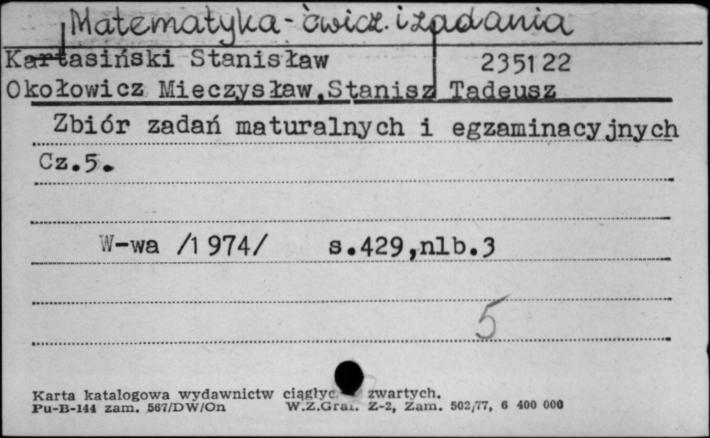 Matematyka - ćwicz. i zadania
Kartasiński Stanisław 235122
Okołowicz Mieczysław, Stanisz Tadeusz
Zbiór zadań maturalnych i egzaminacyjnych
Cz.5.
W-wa /1974/ s.429,nlb.3
5
Karta katalogowa wydawnictw zwartych.
Pu-B-144 zam. 567/DW/On W.Z.Graf. Z-2, Zam. 502/77, 6 400 000